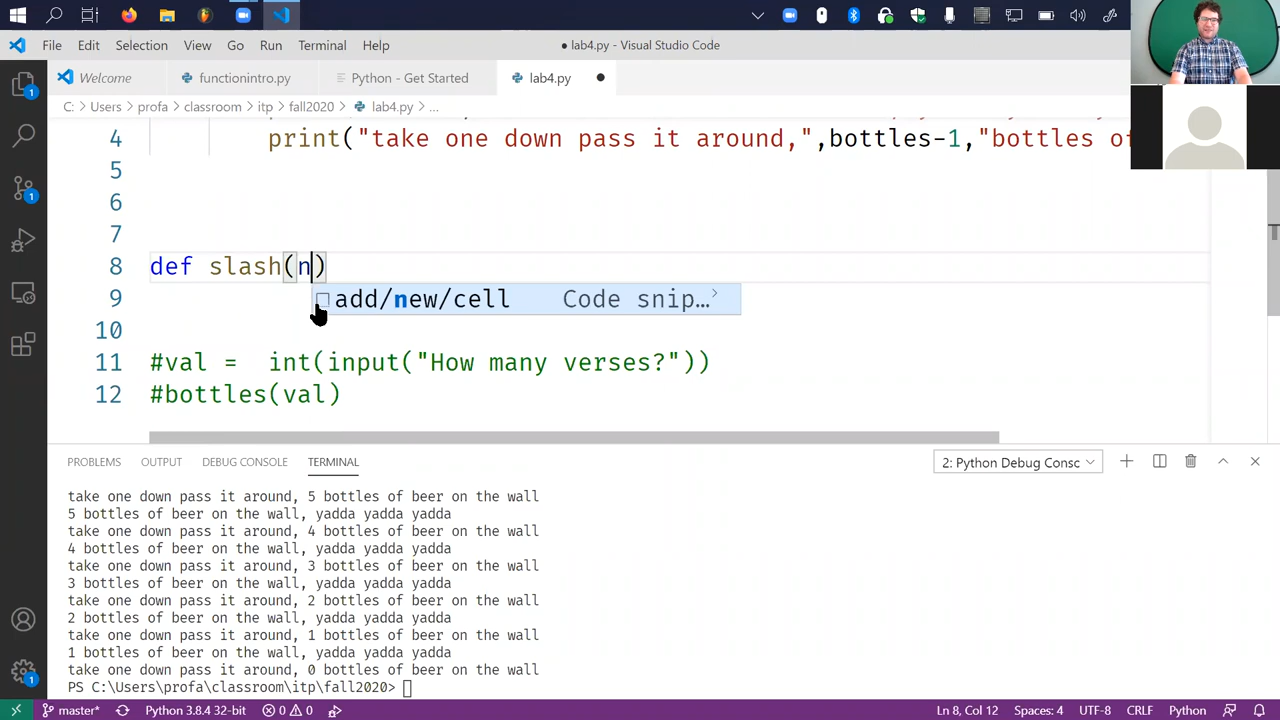 File Edit Selection View Go Run Terminal Help
● lab4.py - Visual Studio Code
Welcome
functionintro.py
Python - Get Started
lab4.py
C: > Users > profa > classroom > itp > fall2020 > lab4.py > ...
4 print("take one down pass it around,",bottles-1,"bottles of
5
6
7
8 def slash(n)
9 add/new/cell Code snip…
10
11 #val = int(input("How many verses?"))
12 #bottles(val)
PROBLEMS OUTPUT DEBUG CONSOLE TERMINAL
2: Python Debug Consc
take one down pass it around, 5 bottles of beer on the wall
5 bottles of beer on the wall, yadda yadda yadda
take one down pass it around, 4 bottles of beer on the wall
4 bottles of beer on the wall, yadda yadda yadda
take one down pass it around, 3 bottles of beer on the wall
3 bottles of beer on the wall, yadda yadda yadda
take one down pass it around, 2 bottles of beer on the wall
2 bottles of beer on the wall, yadda yadda yadda
take one down pass it around, 1 bottles of beer on the wall
1 bottles of beer on the wall, yadda yadda yadda
take one down pass it around, 0 bottles of beer on the wall
PS C:\Users\profa\classroom\itp\fall2020>
master* Python 3.8.4 32-bit 0 0 Ln 8, Col 12 Spaces: 4 UTF-8 CRLF Python